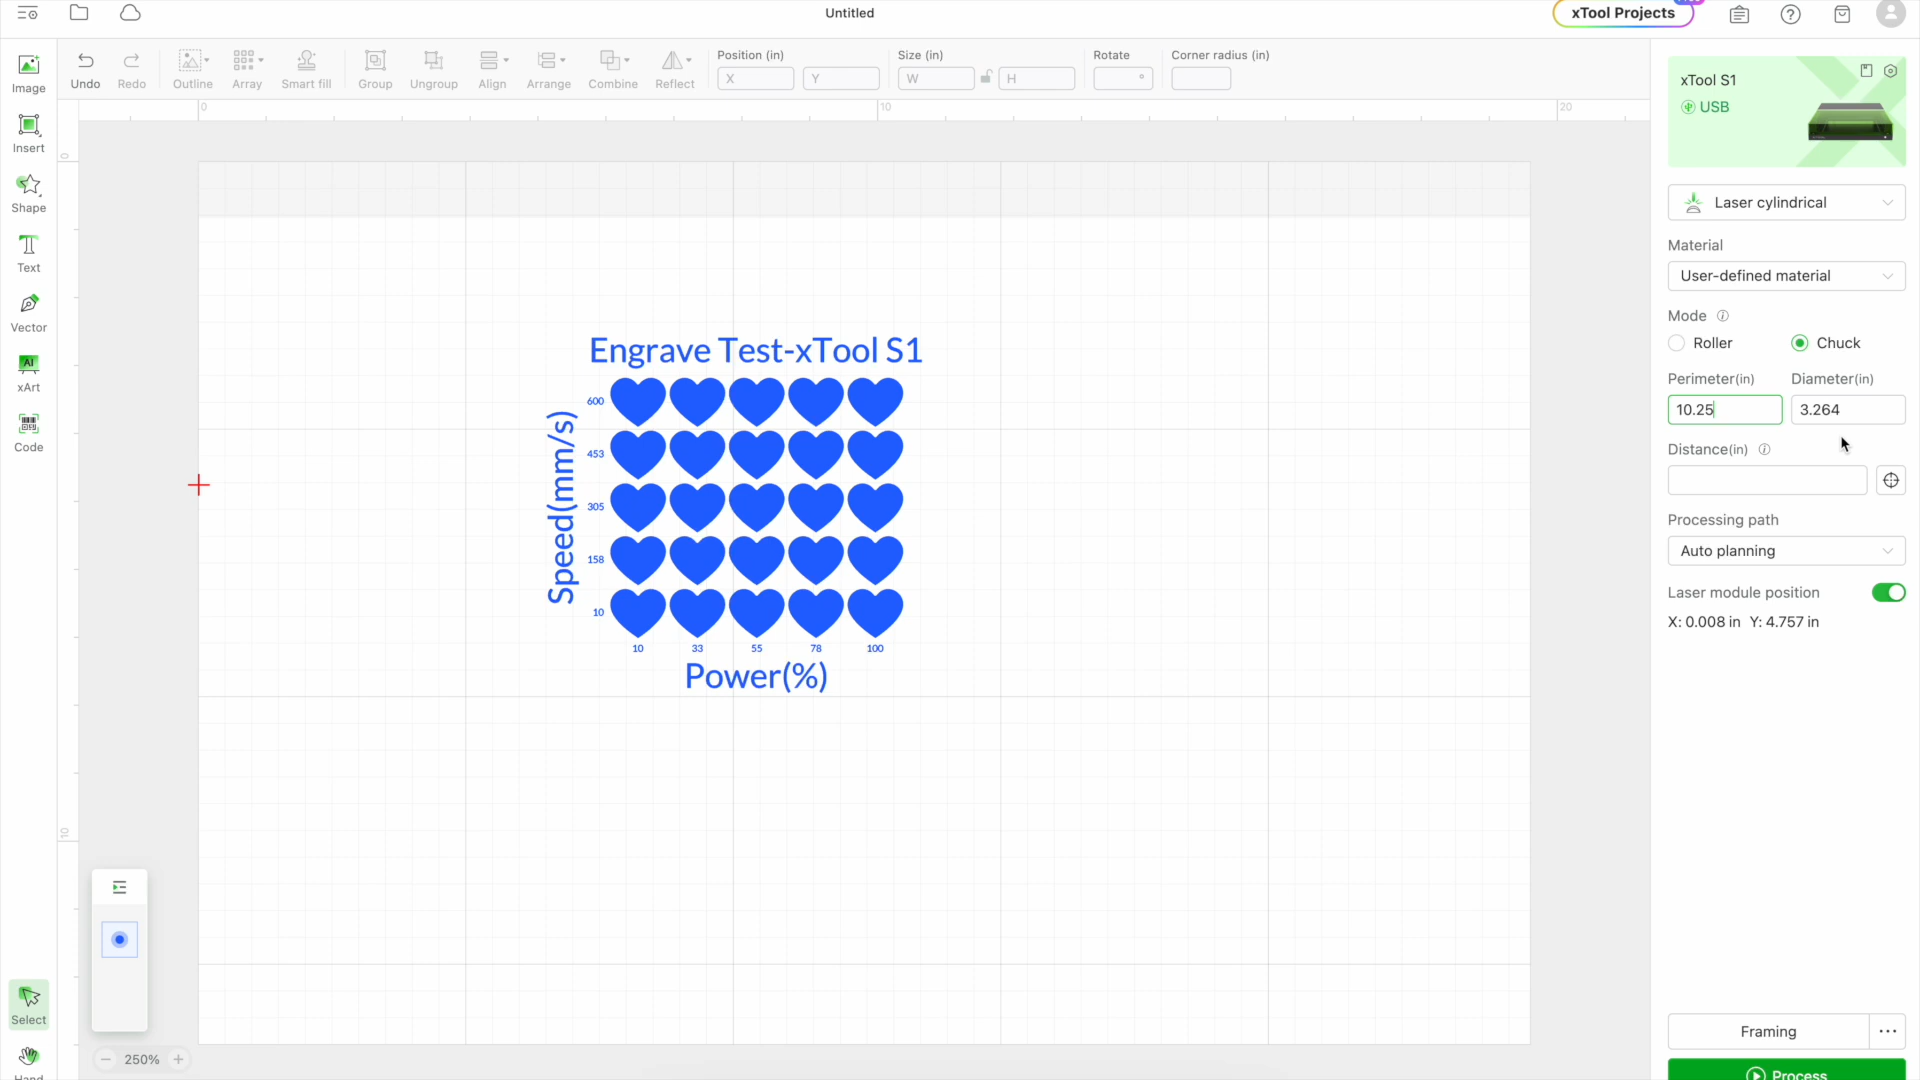 Untitled
xTool Projects
Image
Insert
Shape
Text
Vector
AI
xArt
Code
Select
Undo
Redo
Outline
Array
Smart fill
Group
Ungroup
Align
Arrange
Combine
Reflect
Position (in)
X
Y
Size (in)
W
H
Rotate
°
Corner radius (in)
0
10
20
0
10
Engrave Test-xTool S1
Speed(mm/s)
600
453
305
158
10
10 33 55 78 100
Power(%)
250%
xTool S1
USB
Laser cylindrical
Material
User-defined material
Mode
Roller
Chuck
Perimeter(in)
Diameter(in)
10.25
3.264
Distance(in)
Processing path
Auto planning
Laser module position
X: 0.008 in Y: 4.757 in
Framing
Process